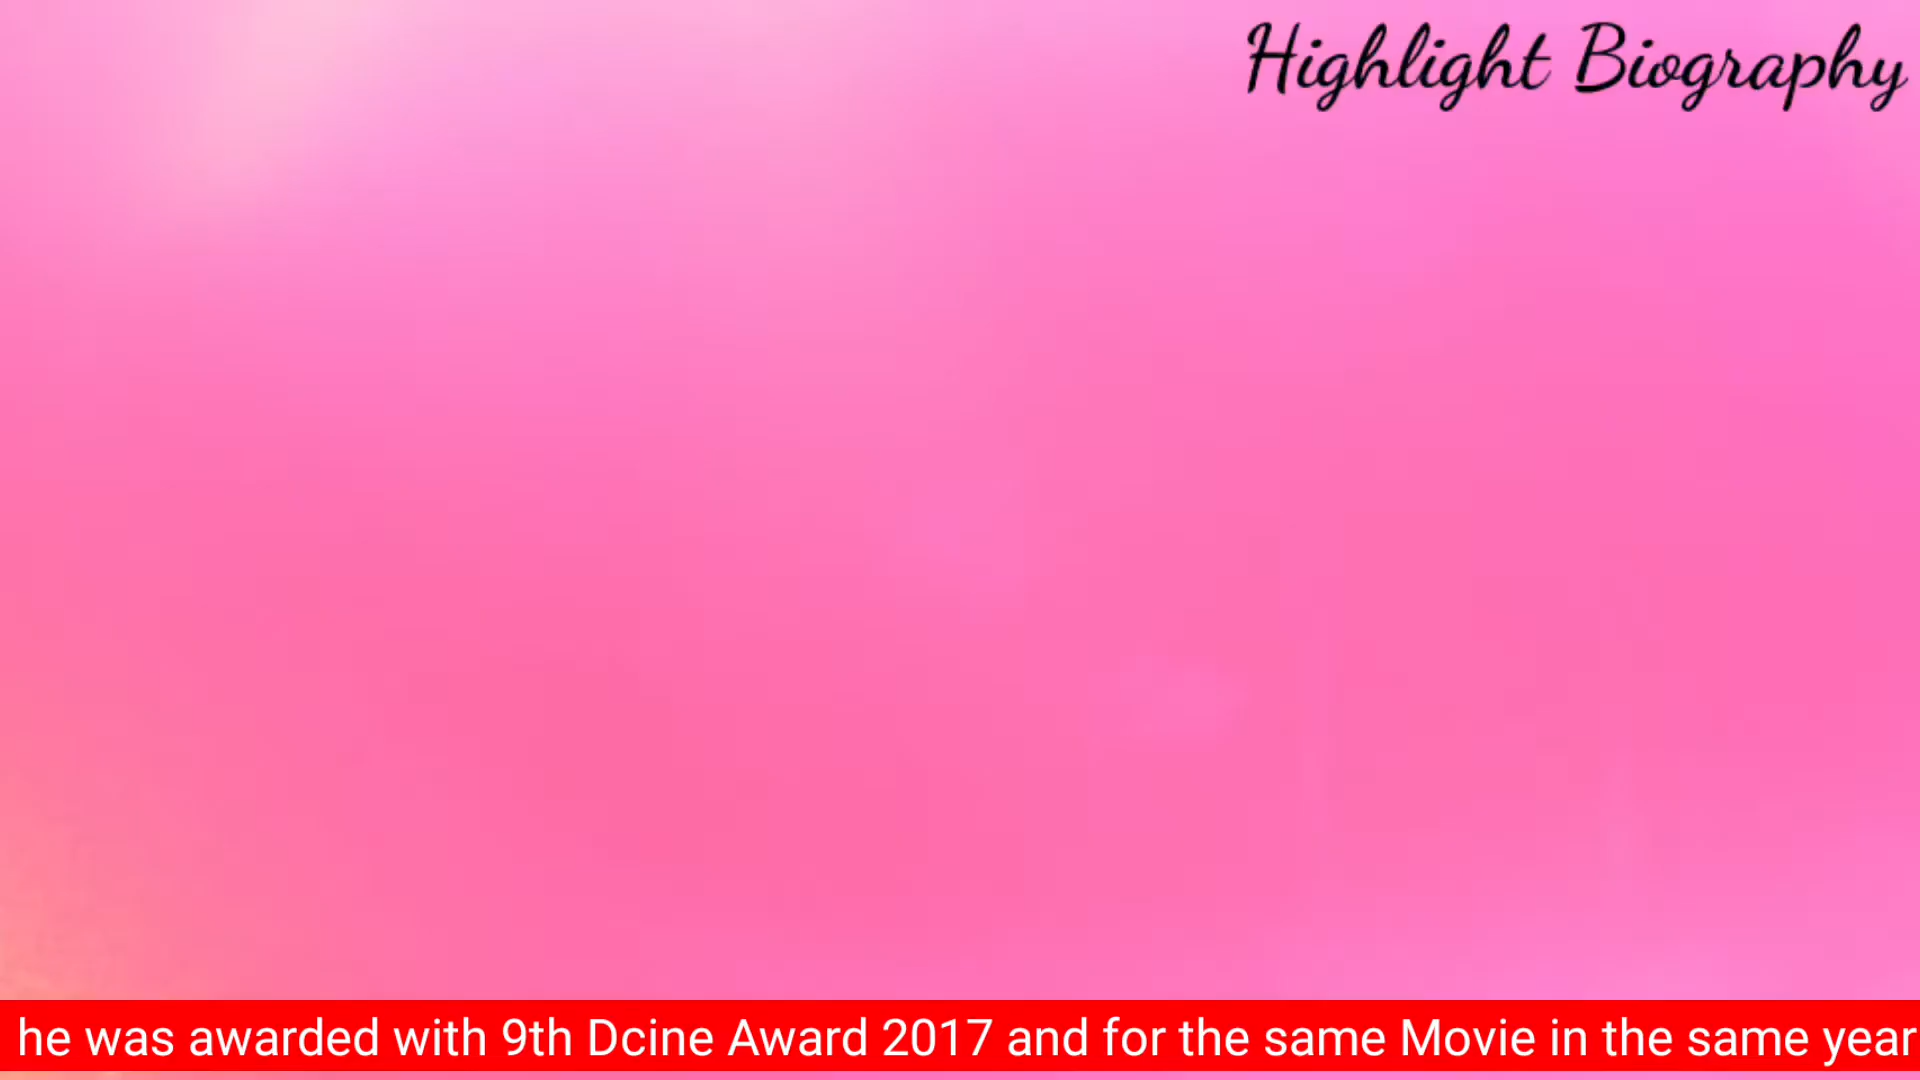 Highlight Biography
he was awarded with 9th Dcine Award 2017 and for the same Movie in the same year